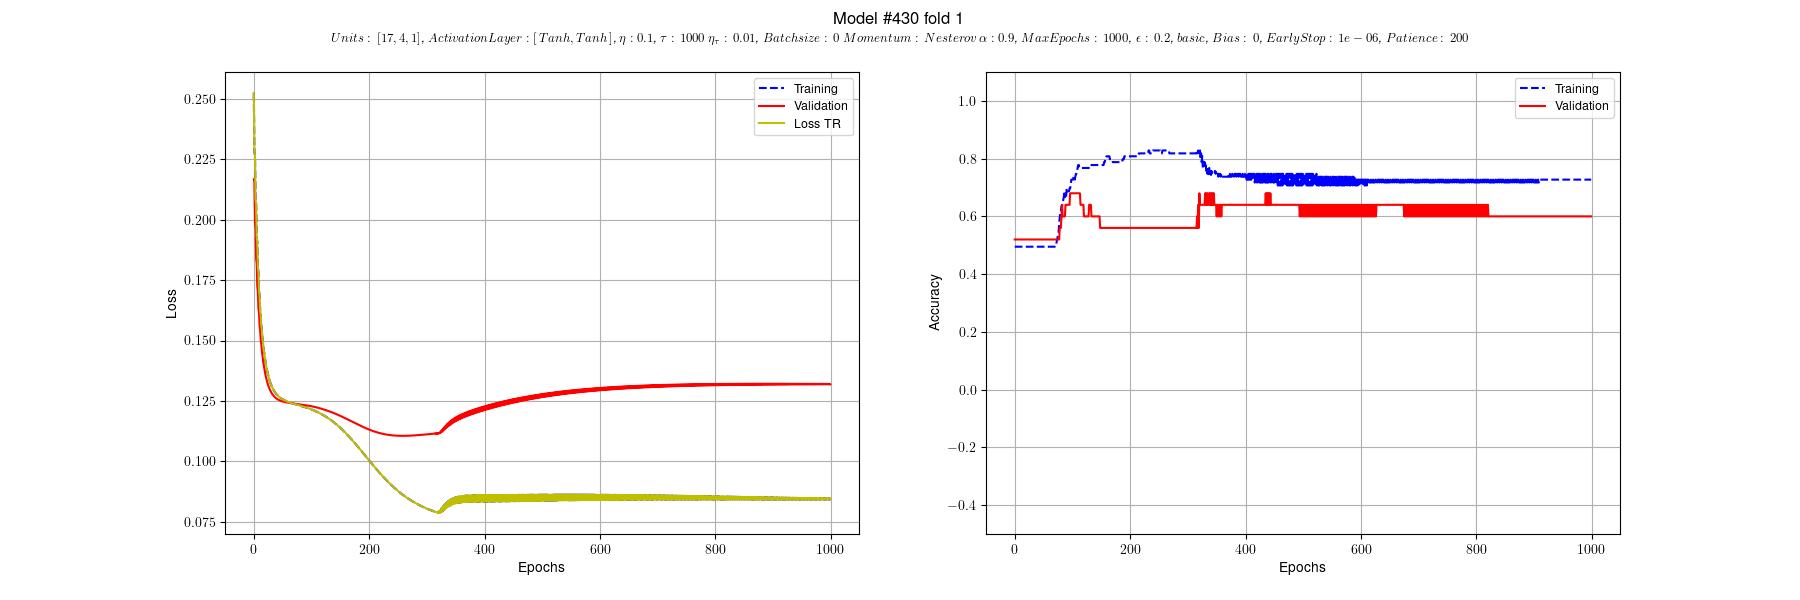 Model #430 fold 1
Units : [17, 4, 1], ActivationLayer : [Tanh, Tanh], η : 0.1, τ : 1000 ητ : 0.01, Batchsize : 0 Momentum : Nesterov α : 0.9, MaxEpochs : 1000, ϵ : 0.2, basic, Bias : 0, EarlyStop : 1e − 06, Patience : 200
Training
Validation
Loss TR
0.250
0.225
0.200
0.175
0.150
0.125
0.100
0.075
Loss
0 200 400 600 800 1000
Epochs
Training
Validation
1.0
0.8
0.6
0.4
0.2
0.0
−0.2
−0.4
Accuracy
0 200 400 600 800 1000
Epochs